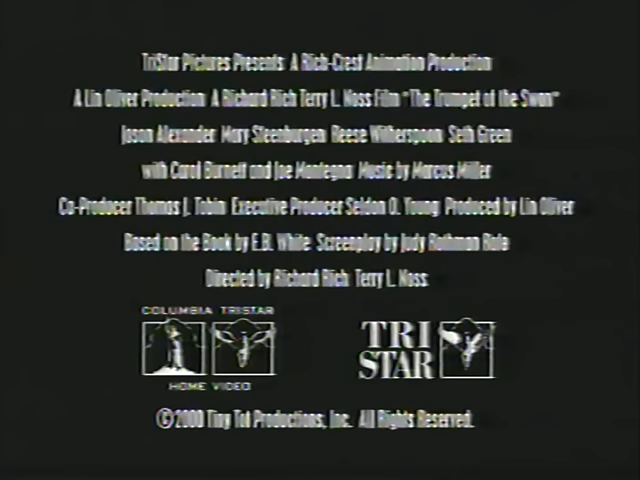 TriStar Pictures Presents A Rich-Crest Animation Production
A Lin Oliver Production A Richard Rich Terry L. Noss Film "The Trumpet of the Swan"
Jason Alexander Mary Steenburgen Reese Witherspoon Seth Green
with Carol Burnett and Joe Mantegna Music by Marcus Miller
Co-Producer Thomas J. Tobin Executive Producer Seldon O. Young Produced by Lin Oliver
Based on the Book by E.B. White Screenplay by Judy Rothman Rofe
Directed by Richard Rich Terry L. Noss
COLUMBIA TRISTAR
HOME VIDEO
TRI
STAR
©2000 Tiny Tot Productions, Inc. All Rights Reserved.